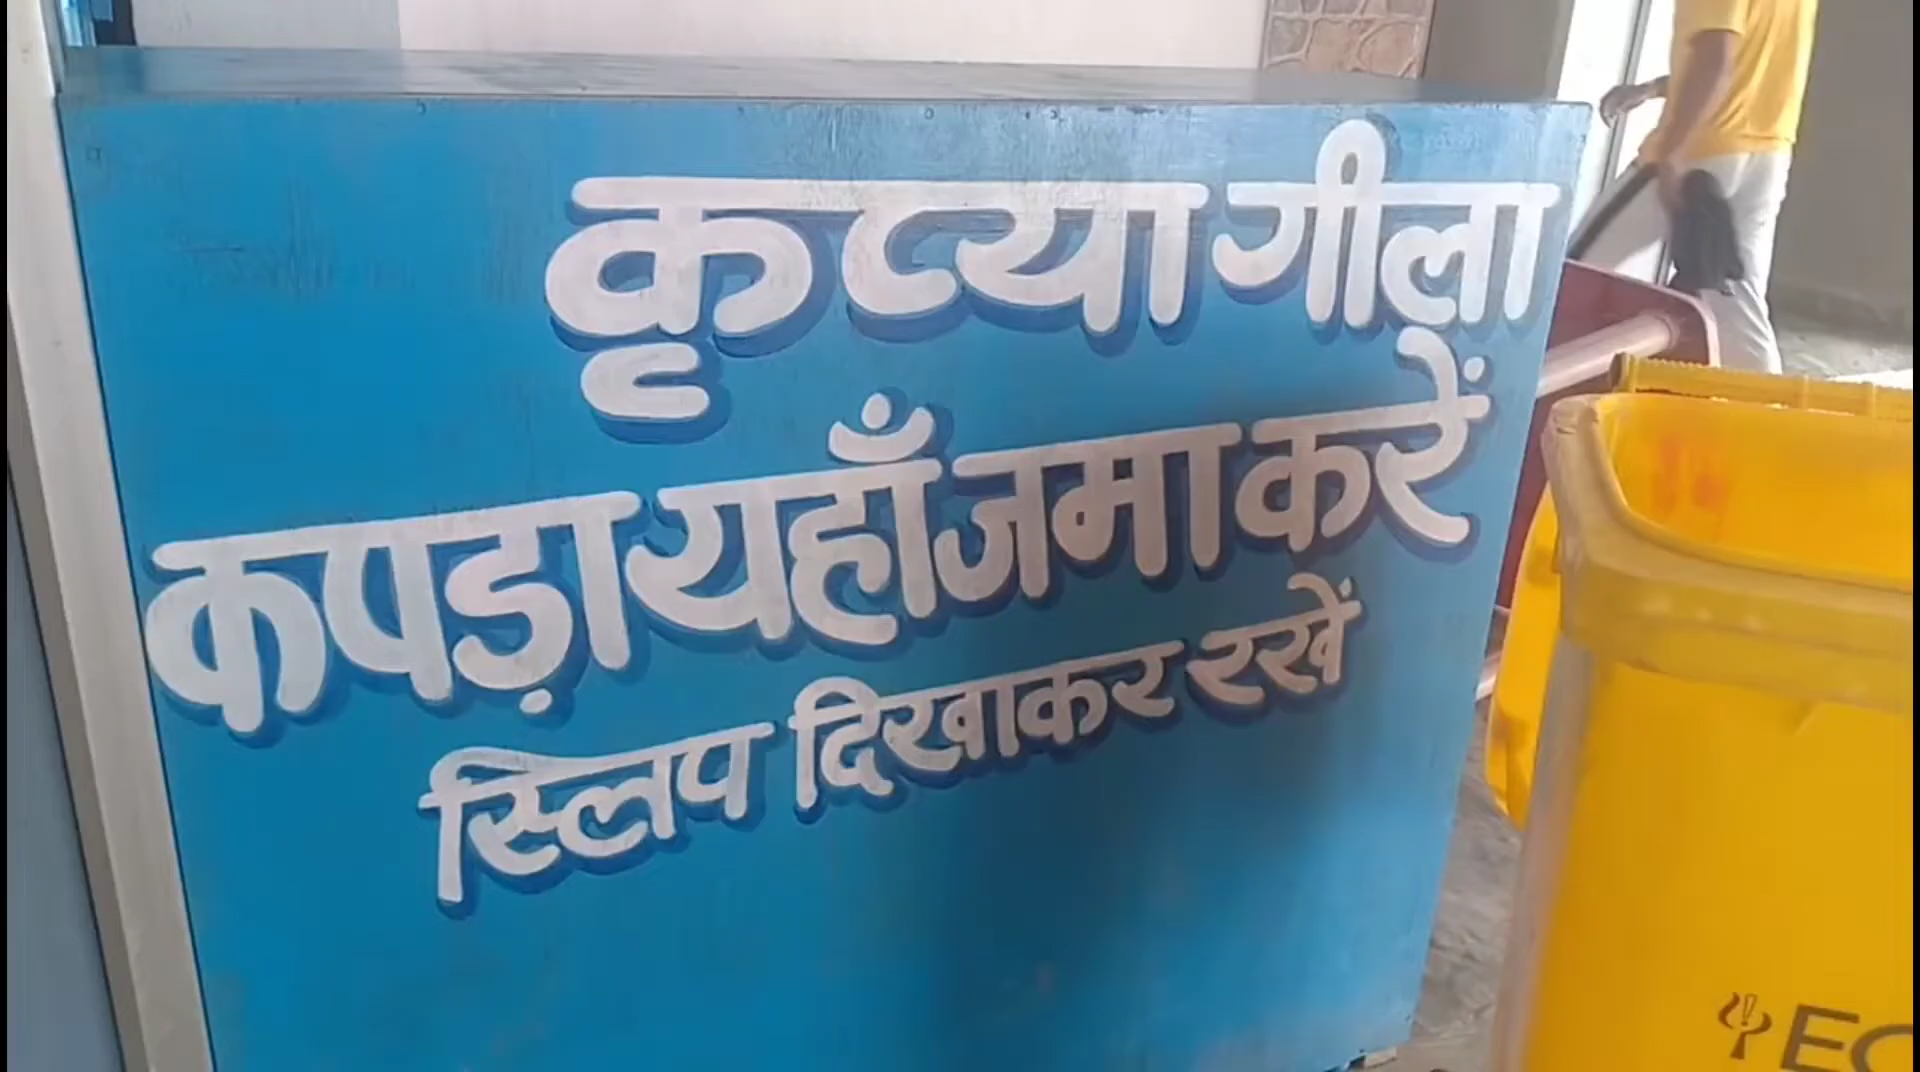 कृप्या गीला
कपड़ा यहाँ जमा करें
स्लिप दिखाकर रखें